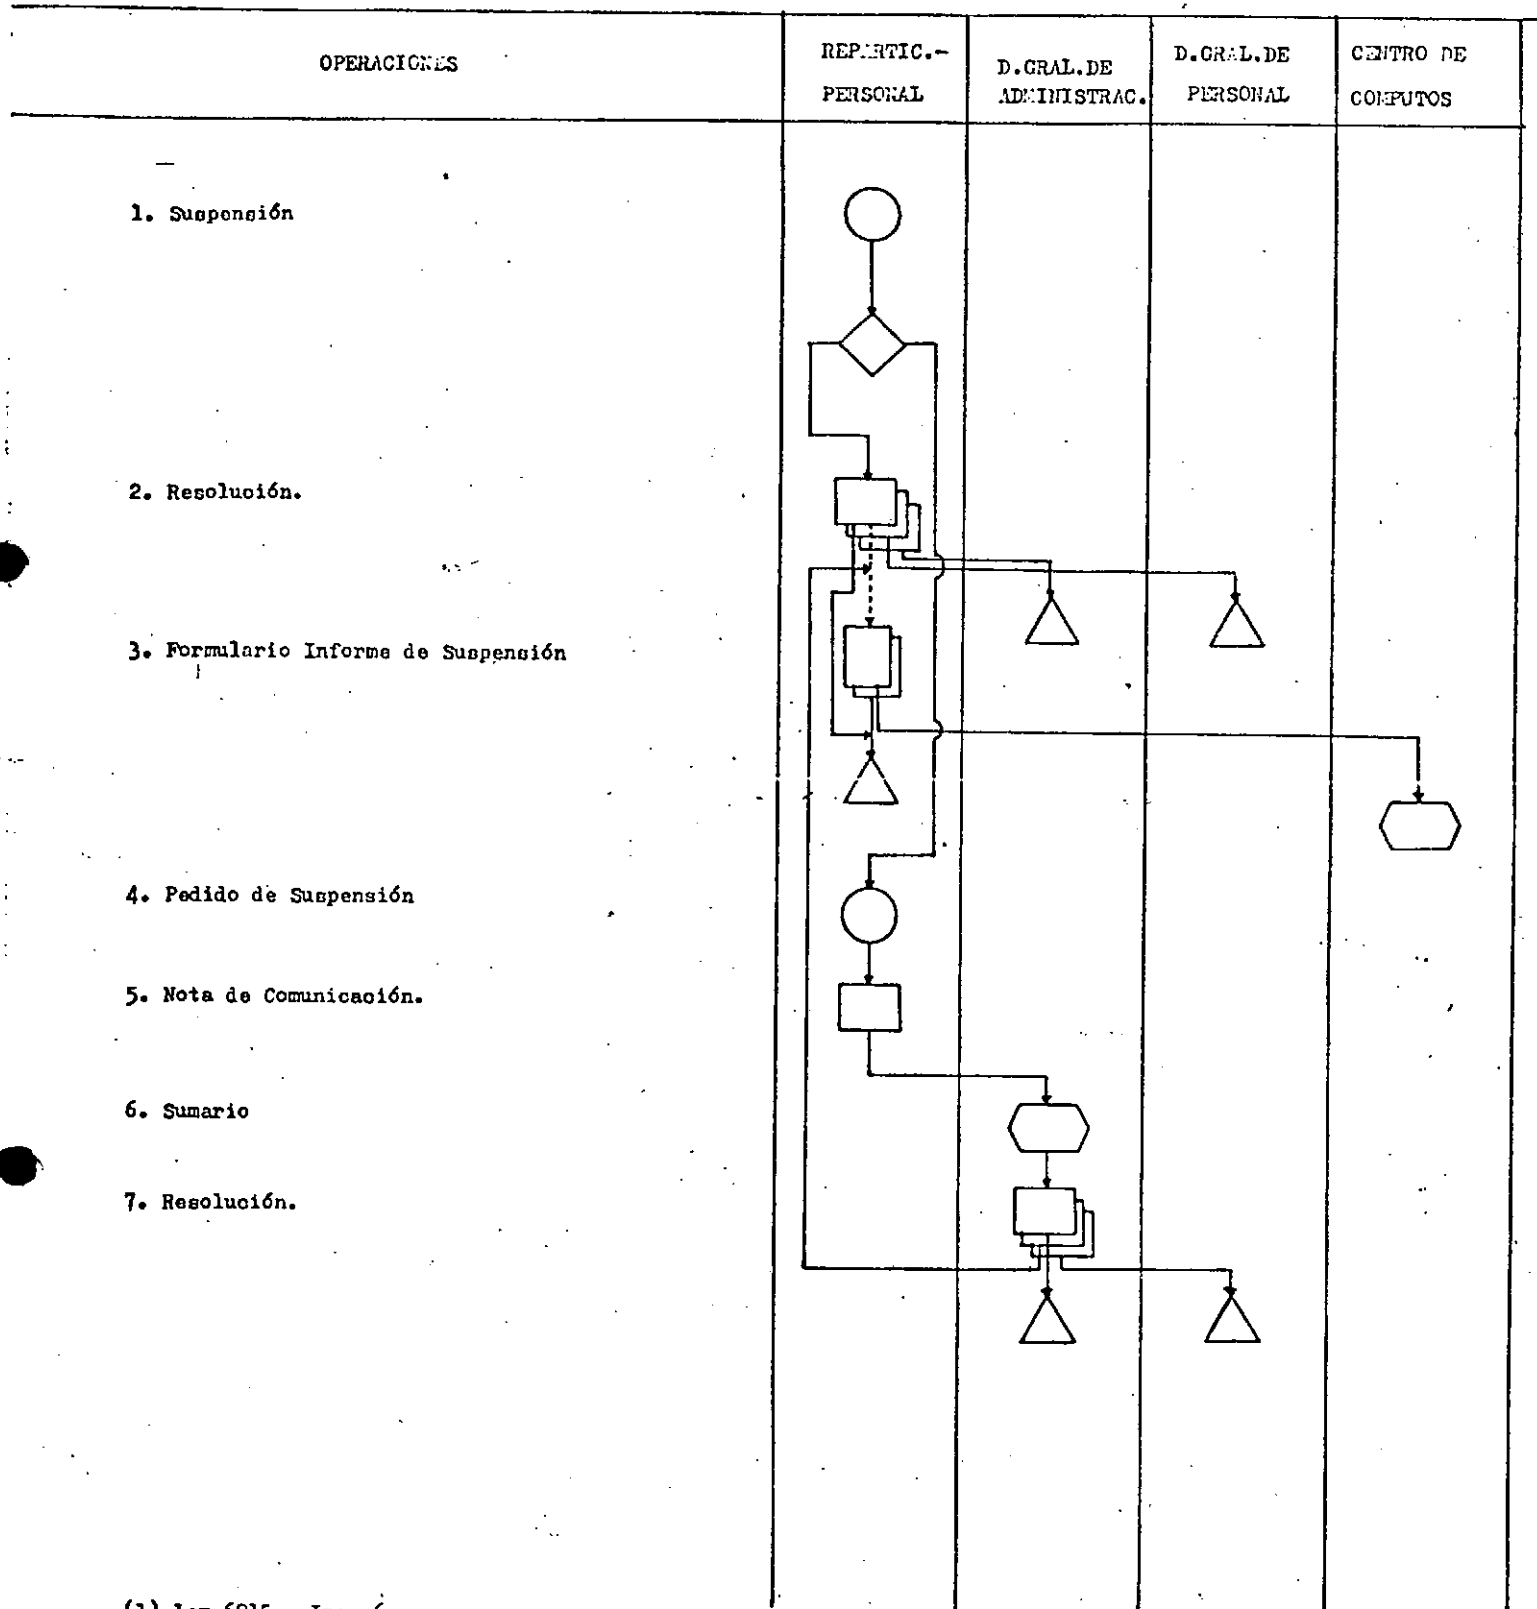 OPERACIONES
REPARTIC.-
PERSONAL
D.GRAL.DE
ADMINISTRAC.
D.GRAL.DE
PERSONAL
CENTRO DE
COMPUTOS
1. Suspensión
2. Resolución.
3. Formulario Informe de Suspensión
4. Pedido de Suspensión
5. Nota de Comunicación.
6. Sumario
7. Resolución.
(1)